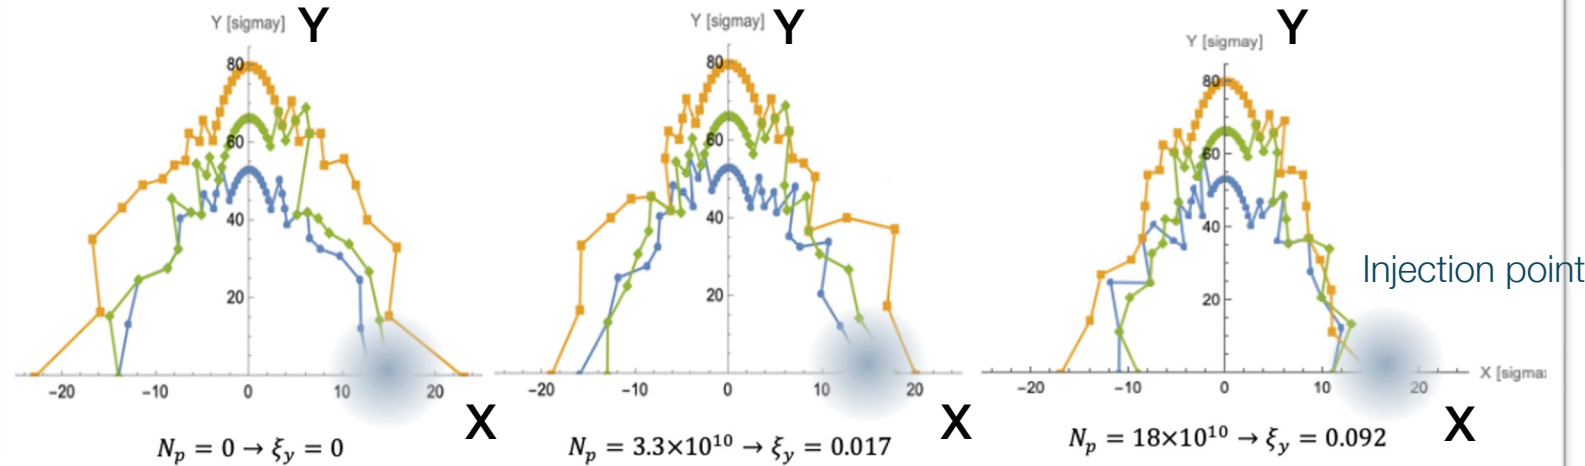 Y [sigmay] Y
80
60
40
20
−20 −10 0 10 20
X
N_p = 0 → ξ_y = 0
Y [sigmay] Y
80
60
40
20
−20 −10 0 10 20
X
N_p = 3.3×10^10 → ξ_y = 0.017
Y [sigmay] Y
80
60
40
20
−20 −10 0 10 20
X [sigma
X
Injection point
N_p = 18×10^10 → ξ_y = 0.092